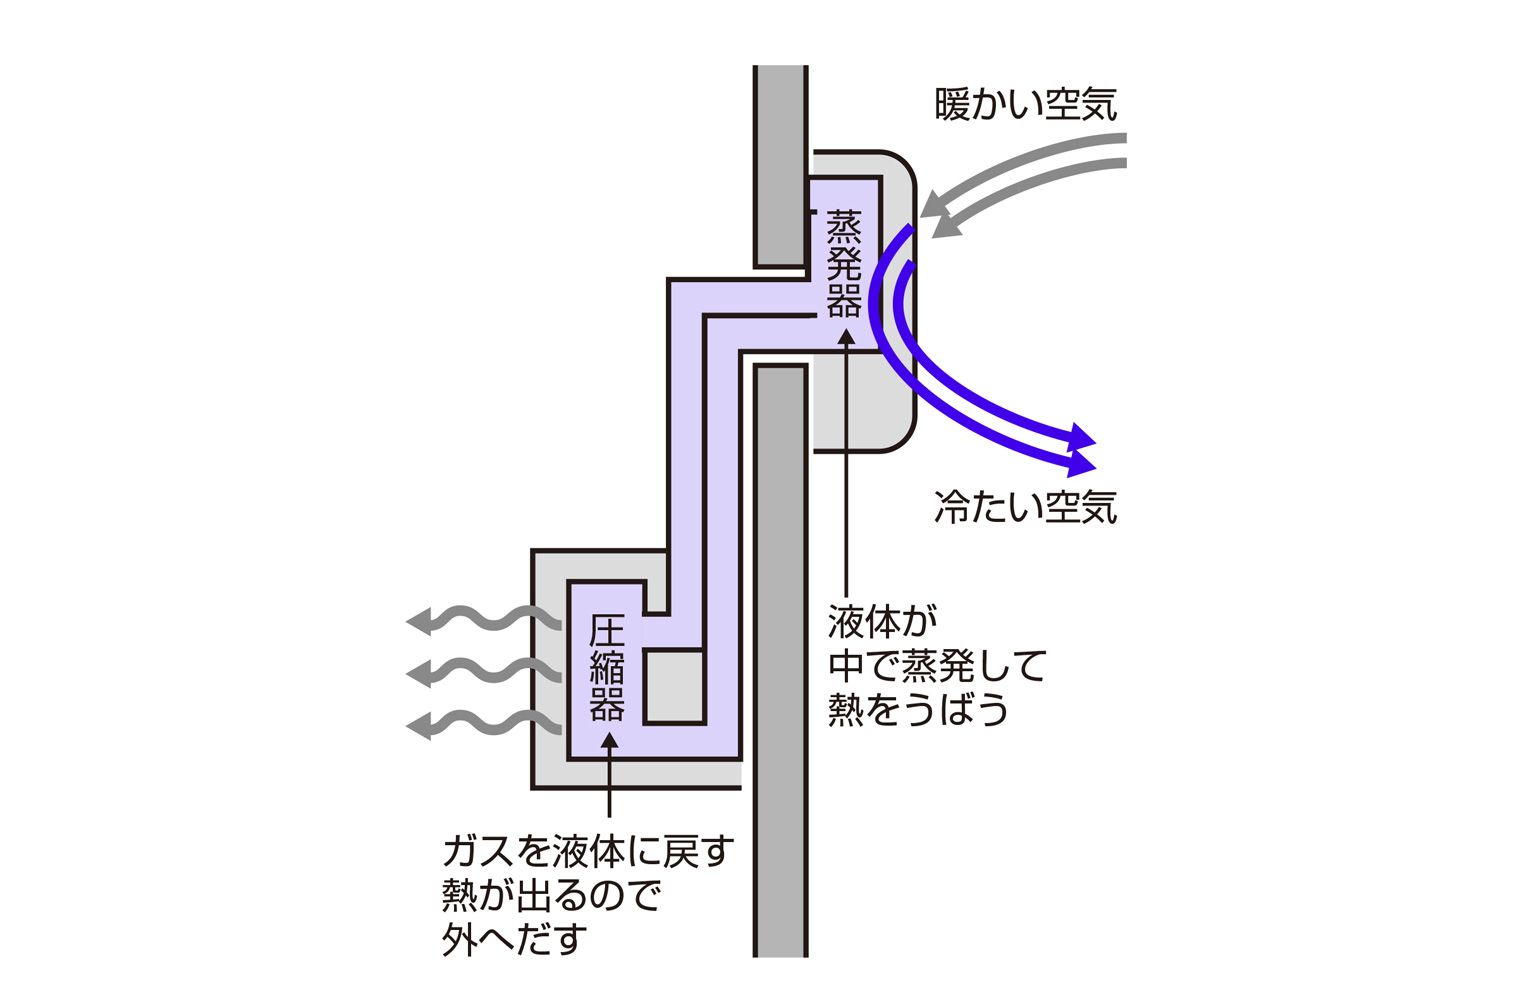 暖かい空気
蒸発器
冷たい空気
液体が
中で蒸発して
熱をうばう
圧縮器
ガスを液体に戻す
熱が出るので
外へだす